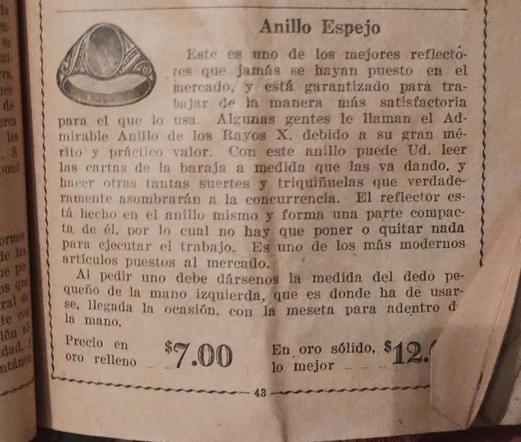 Anillo Espejo
Este es uno de los mejores reflecto-
res que jamás se hayan puesto en el
mercado, y está garantizado para tra-
bajar de la manera más satisfactoria
para el que lo usa. Algunas gentes le llaman el Ad-
mirable Anillo de los Rayos X, debido a su gran mé-
rito y práctico valor. Con este anillo puede Ud. leer
las cartas de la baraja a medida que las va dando, y
hacer otras tantas suertes y triquiñuelas que verdade-
ramente asombrarán a la concurrencia. El reflector es-
tá hecho en el anillo mismo y forma una parte compac-
ta de él, por lo cual no hay que poner o quitar nada
para ejecutar el trabajo. Es uno de los más modernos
artículos puestos al mercado.
Al pedir uno debe dársenos la medida del dedo pe-
queño de la mano izquierda, que es donde ha de usar-
se, llegada la ocasión, con la meseta para adentro d
la mano.
Precio en
oro relleno $7.00
En oro sólido,
lo mejor $12.
43